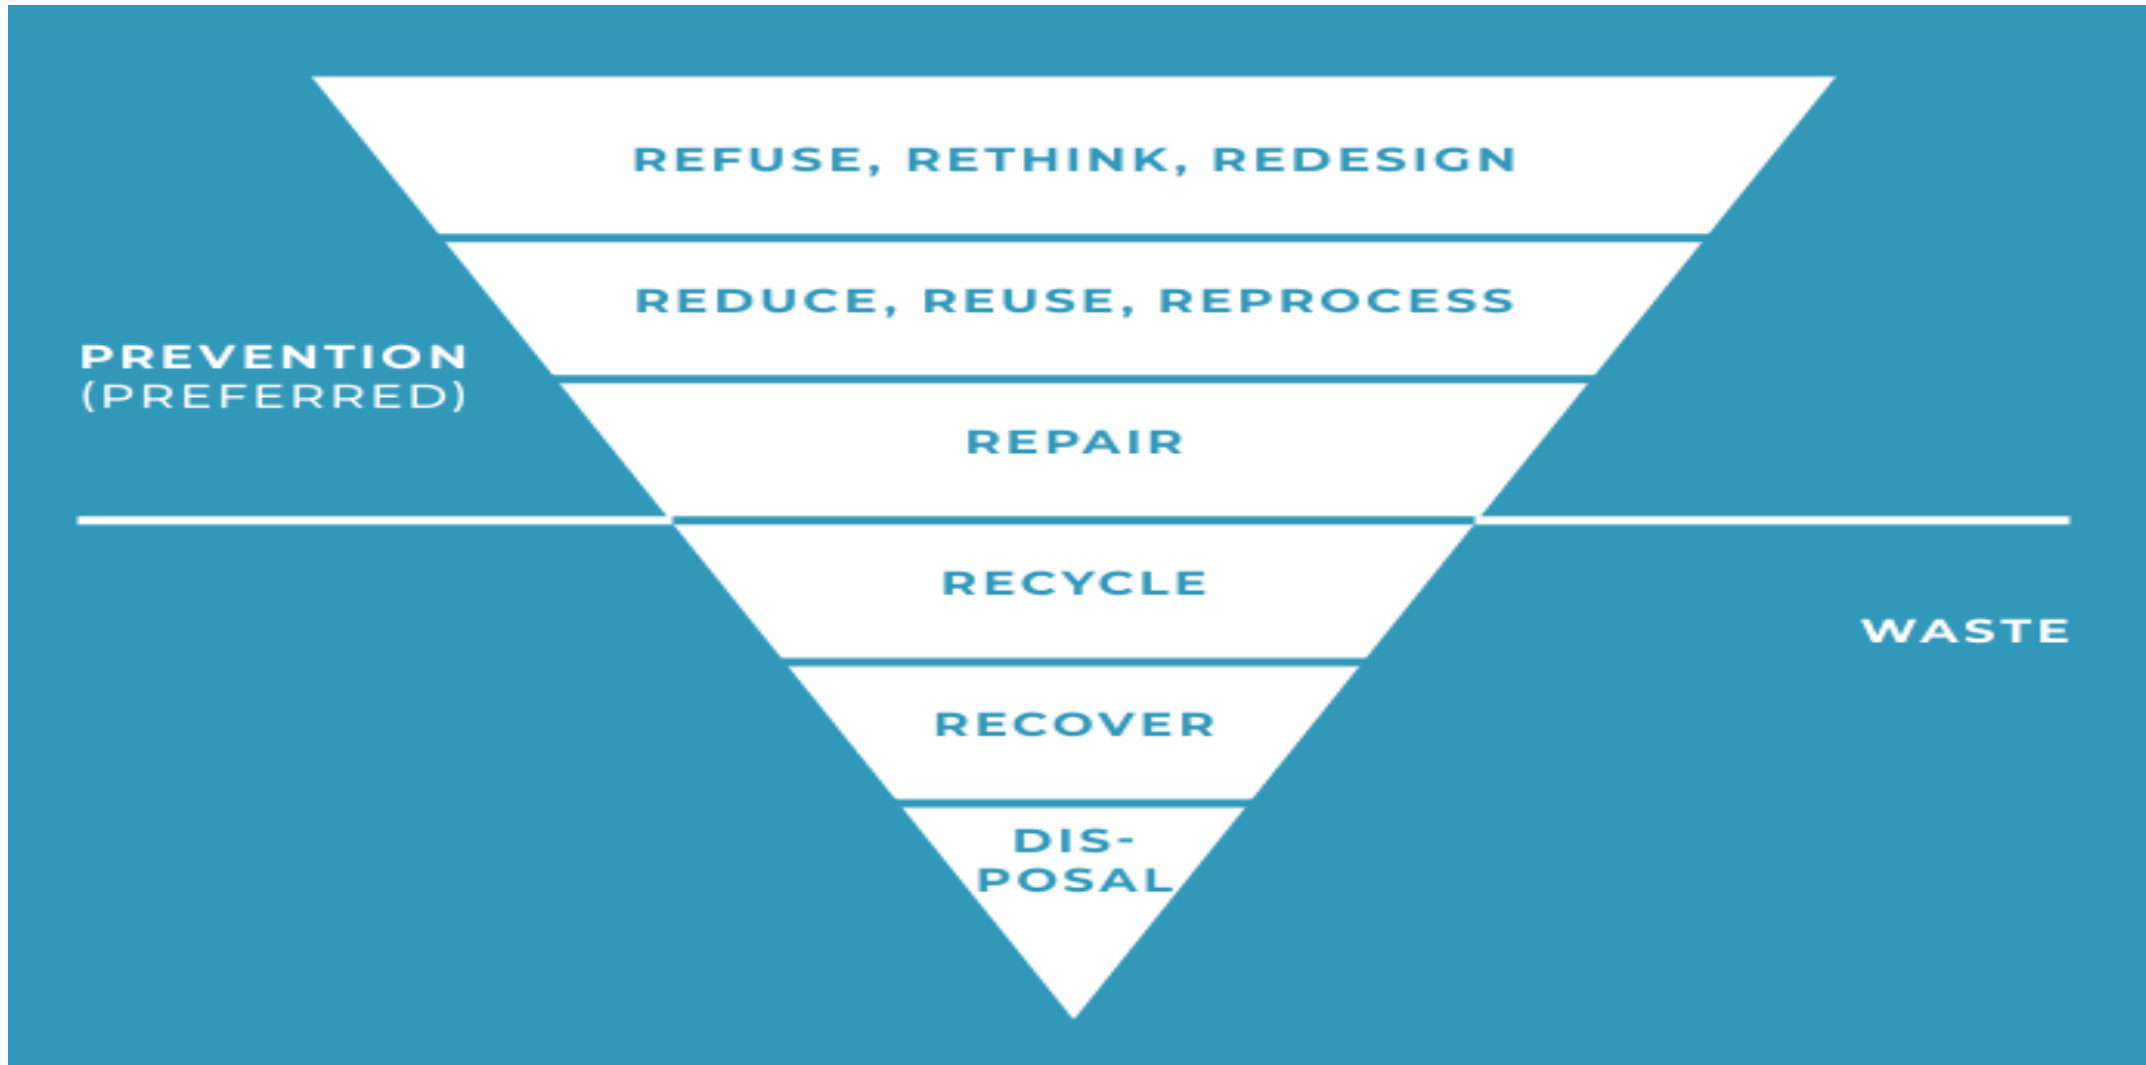 REFUSE, RETHINK, REDESIGN
REDUCE, REUSE, REPROCESS
PREVENTION
(PREFERRED)
REPAIR
RECYCLE
WASTE
RECOVER
DIS-
POSAL